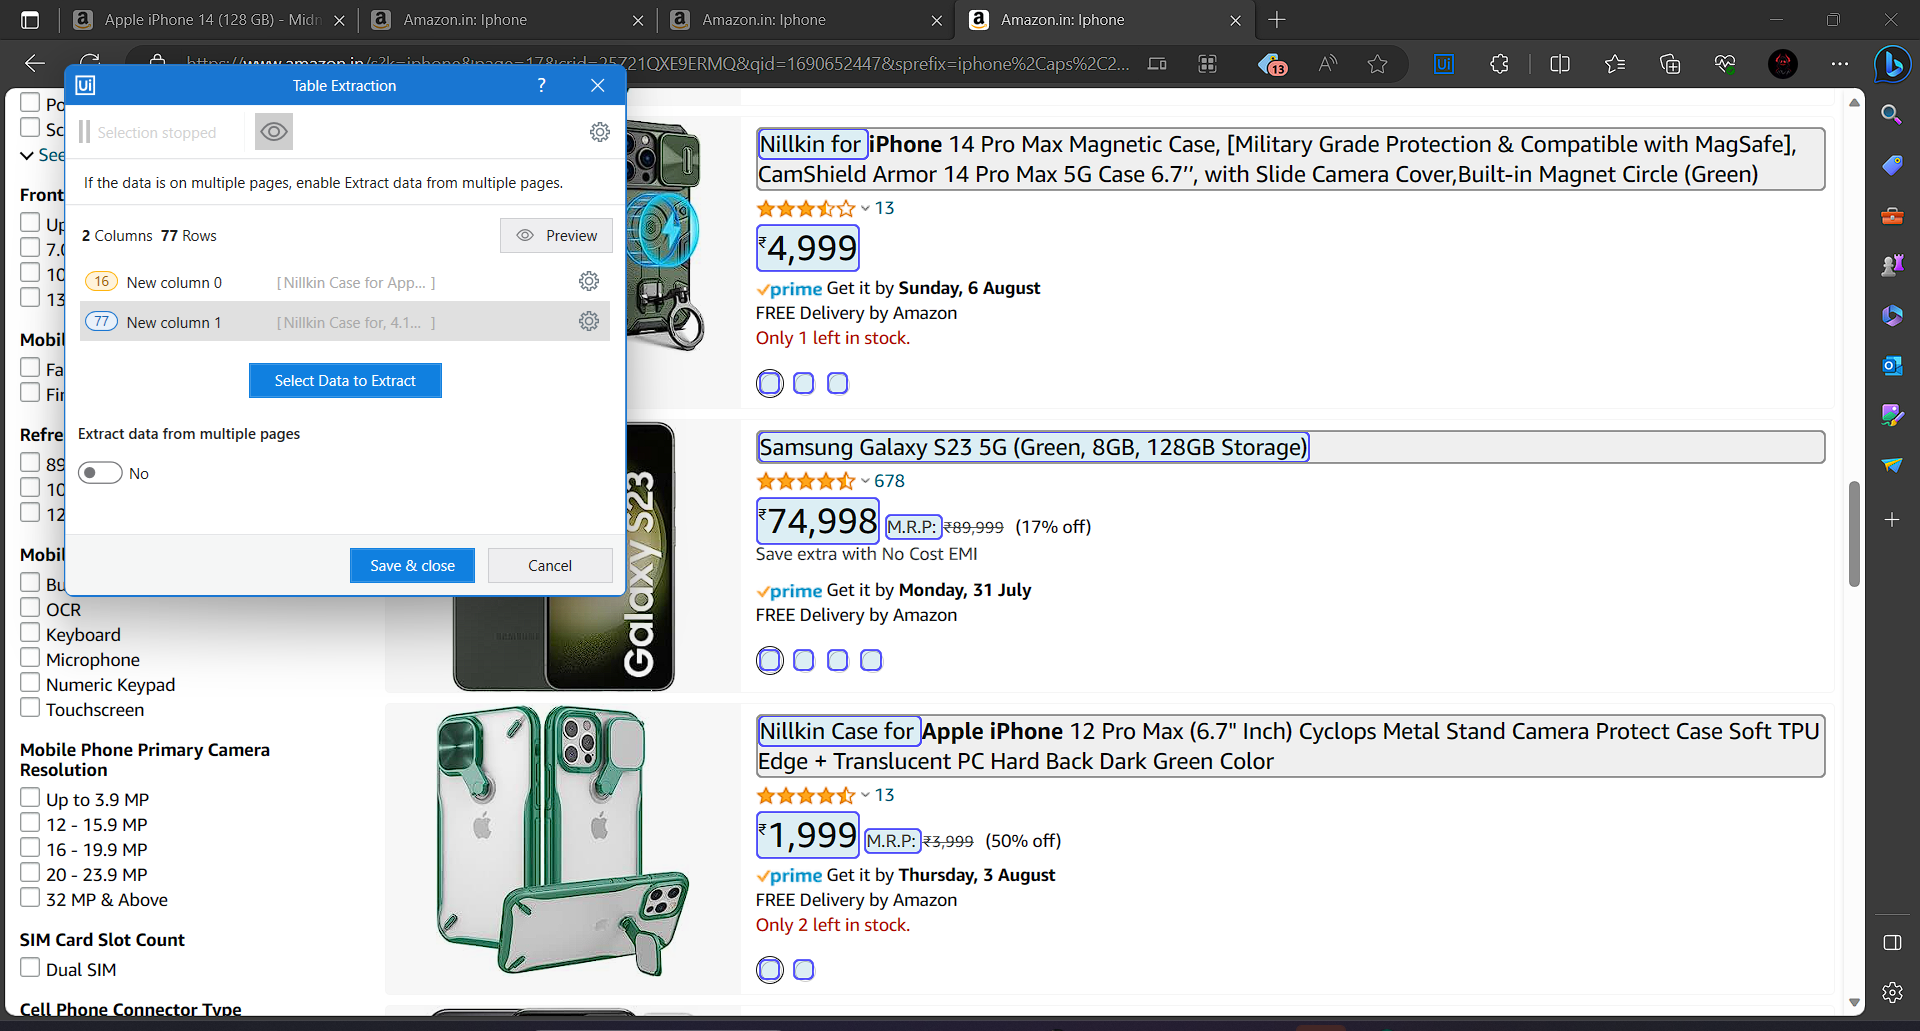 Apple iPhone 14 (128 GB) - Midn
Amazon.in: Iphone
Amazon.in: Iphone
Amazon.in: Iphone
https://www.amazon.in/s?k=iphone&page=17&crid=25Z21QXE9ERMQ&qid=1690652447&sprefix=iphone%2Caps%2C2...
13
Ui
Ui
Table Extraction
?
Selection stopped
If the data is on multiple pages, enable Extract data from multiple pages.
2 Columns 77 Rows
Preview
16 New column 0 [ Nillkin Case for App... ]
77 New column 1 [ Nillkin Case for, 4.1... ]
Select Data to Extract
Extract data from multiple pages
No
Save & close
Cancel
Po
Sc
See
Front
Up
7.0
10
13
Mobil
Fa
Fir
Refre
89
10
12
Mobil
Bu
OCR
Keyboard
Microphone
Numeric Keypad
Touchscreen
Mobile Phone Primary Camera
Resolution
Up to 3.9 MP
12 - 15.9 MP
16 - 19.9 MP
20 - 23.9 MP
32 MP & Above
SIM Card Slot Count
Dual SIM
Cell Phone Connector Type
Nillkin for iPhone 14 Pro Max Magnetic Case, [Military Grade Protection & Compatible with MagSafe],
CamShield Armor 14 Pro Max 5G Case 6.7’’, with Slide Camera Cover,Built-in Magnet Circle (Green)
13
₹4,999
prime Get it by Sunday, 6 August
FREE Delivery by Amazon
Only 1 left in stock.
Galaxy S23
SAMSUNG
Samsung Galaxy S23 5G (Green, 8GB, 128GB Storage)
678
₹74,998 M.R.P: ₹89,999 (17% off)
Save extra with No Cost EMI
prime Get it by Monday, 31 July
FREE Delivery by Amazon
Nillkin Case for Apple iPhone 12 Pro Max (6.7" Inch) Cyclops Metal Stand Camera Protect Case Soft TPU
Edge + Translucent PC Hard Back Dark Green Color
13
₹1,999 M.R.P: ₹3,999 (50% off)
prime Get it by Thursday, 3 August
FREE Delivery by Amazon
Only 2 left in stock.